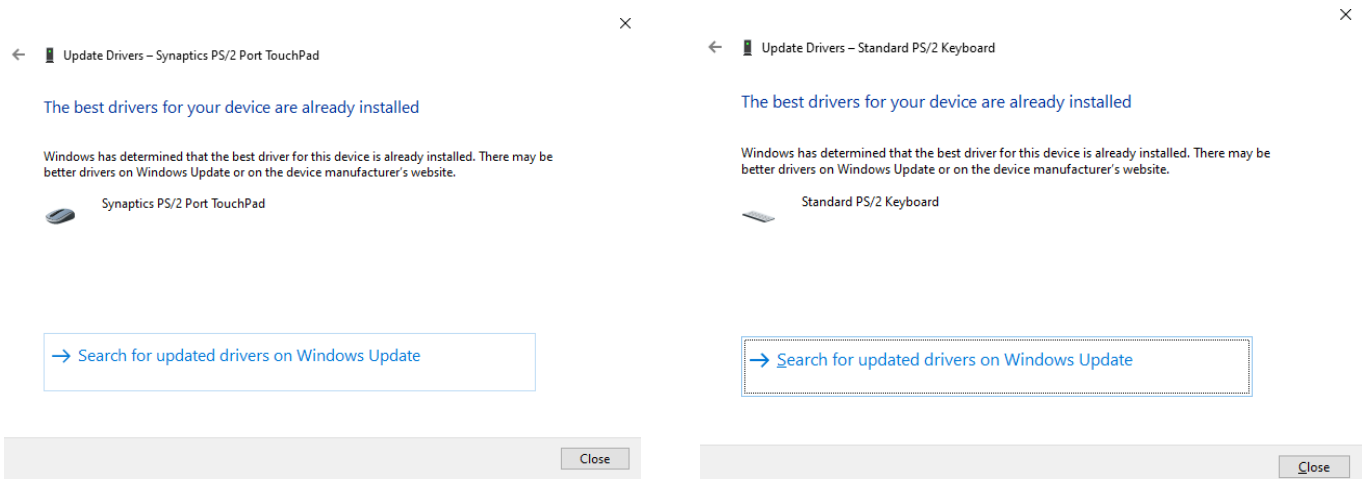 Update Drivers – Synaptics PS/2 Port TouchPad
The best drivers for your device are already installed
Windows has determined that the best driver for this device is already installed. There may be
better drivers on Windows Update or on the device manufacturer's website.
Synaptics PS/2 Port TouchPad
Search for updated drivers on Windows Update
Close
Update Drivers – Standard PS/2 Keyboard
The best drivers for your device are already installed
Windows has determined that the best driver for this device is already installed. There may be
better drivers on Windows Update or on the device manufacturer's website.
Standard PS/2 Keyboard
Search for updated drivers on Windows Update
Close